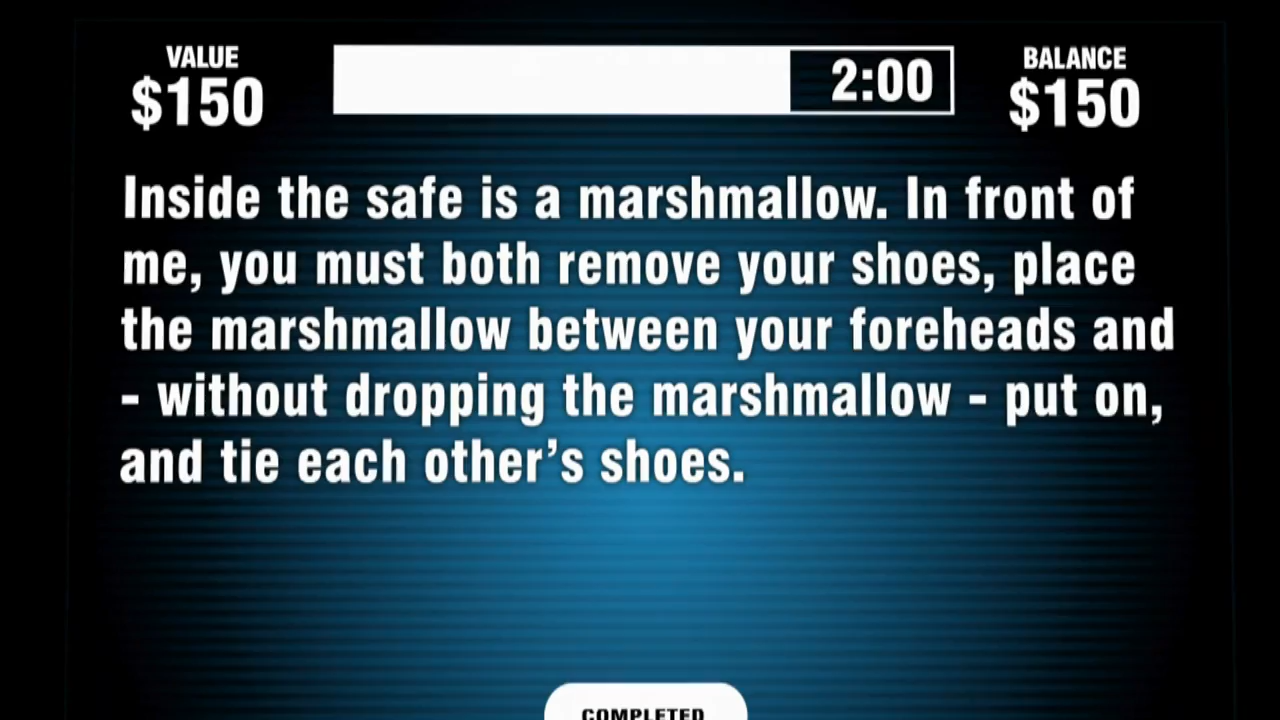 VALUE
$150
2:00
BALANCE
$150
Inside the safe is a marshmallow. In front of
me, you must both remove your shoes, place
the marshmallow between your foreheads and
- without dropping the marshmallow - put on,
and tie each other’s shoes.
COMPLETED